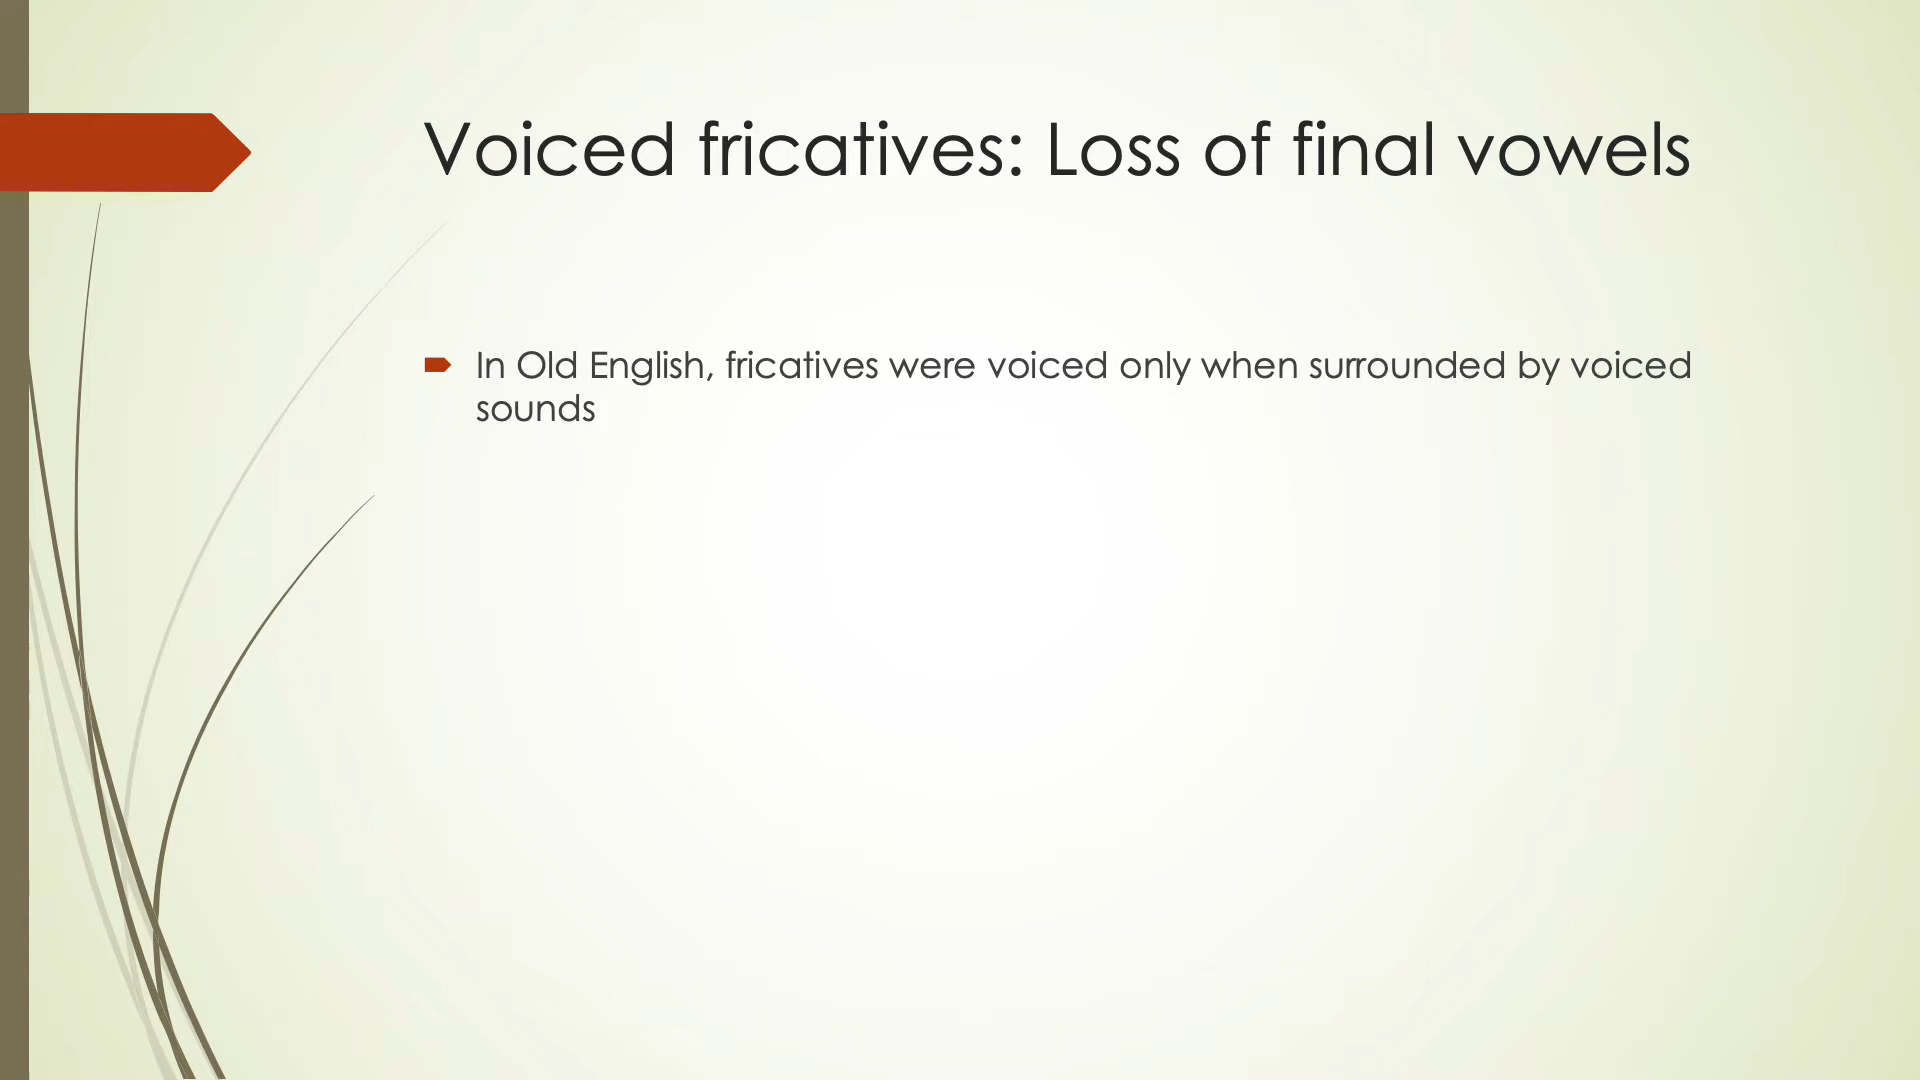 Voiced fricatives: Loss of final vowels
In Old English, fricatives were voiced only when surrounded by voiced
sounds